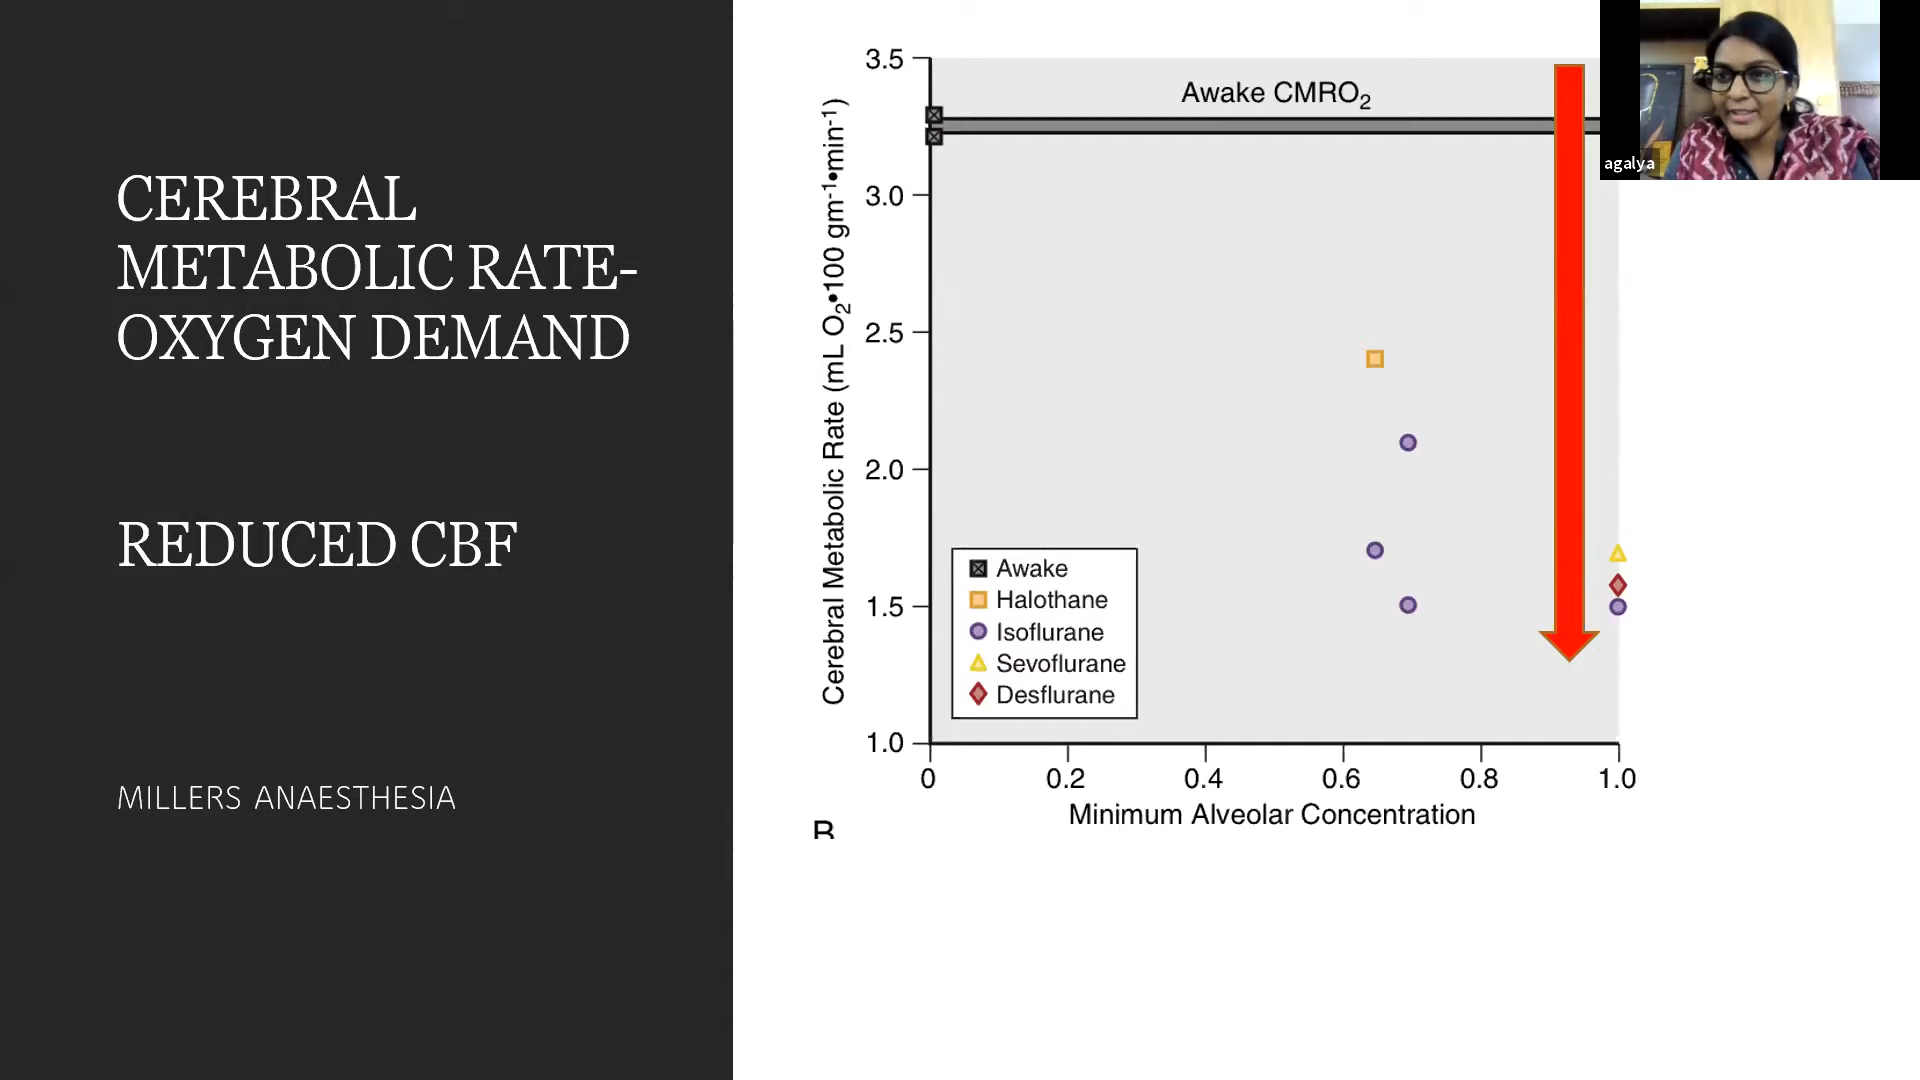 CEREBRAL
METABOLIC RATE-
OXYGEN DEMAND
REDUCED CBF
MILLERS ANAESTHESIA
Cerebral Metabolic Rate (mL O₂•100 gm⁻¹•min⁻¹)
3.5
3.0
2.5
2.0
1.5
1.0
Awake CMRO₂
Awake
Halothane
Isoflurane
Sevoflurane
Desflurane
0 0.2 0.4 0.6 0.8 1.0
Minimum Alveolar Concentration
B
agalya